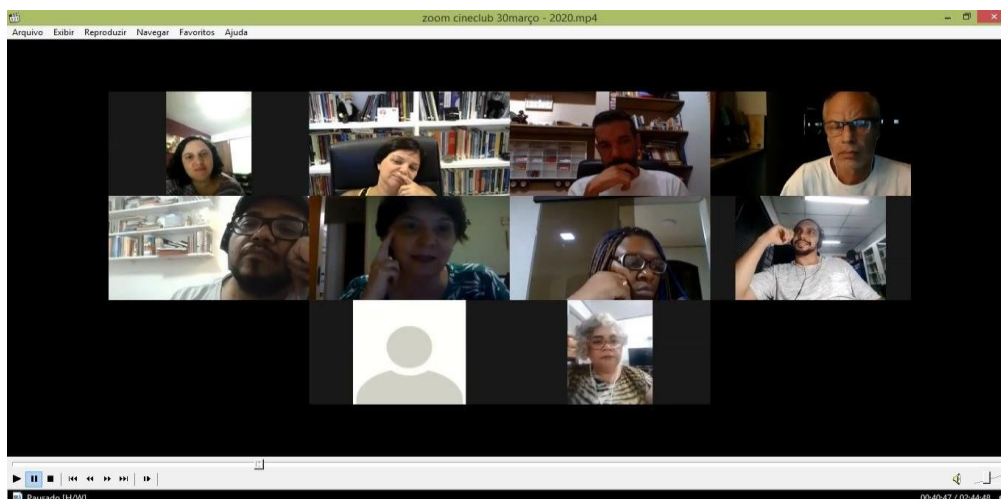 zoom cineclub 30março - 2020.mp4
Arquivo Exibir Reproduzir Navegar Favoritos Ajuda
Pausado [H/W]
00:40:47 / 02:44:48